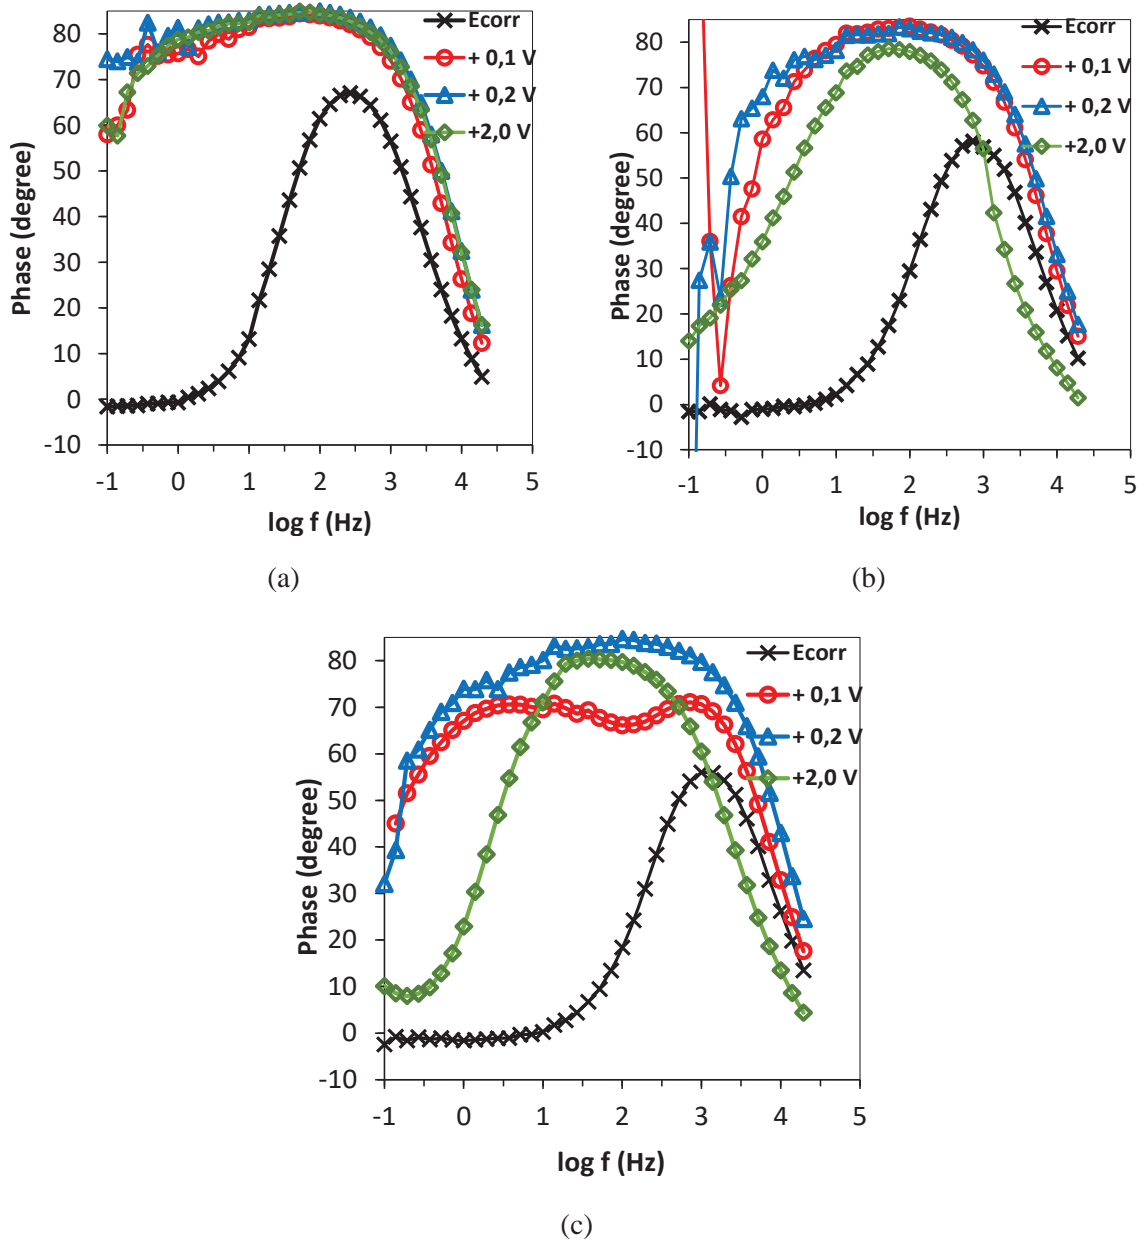 80
70
60
50
40
30
20
10
0
-10
-1 0 1 2 3 4 5
Phase (degree)
log f (Hz)
Ecorr
+ 0,1 V
+ 0,2 V
+2,0 V
(a)
80
70
60
50
40
30
20
10
0
-10
-1 0 1 2 3 4 5
Phase (degree)
log f (Hz)
Ecorr
+ 0,1 V
+ 0,2 V
+2,0 V
(b)
80
70
60
50
40
30
20
10
0
-10
-1 0 1 2 3 4 5
Phase (degree)
log f (Hz)
Ecorr
+ 0,1 V
+ 0,2 V
+2,0 V
(c)